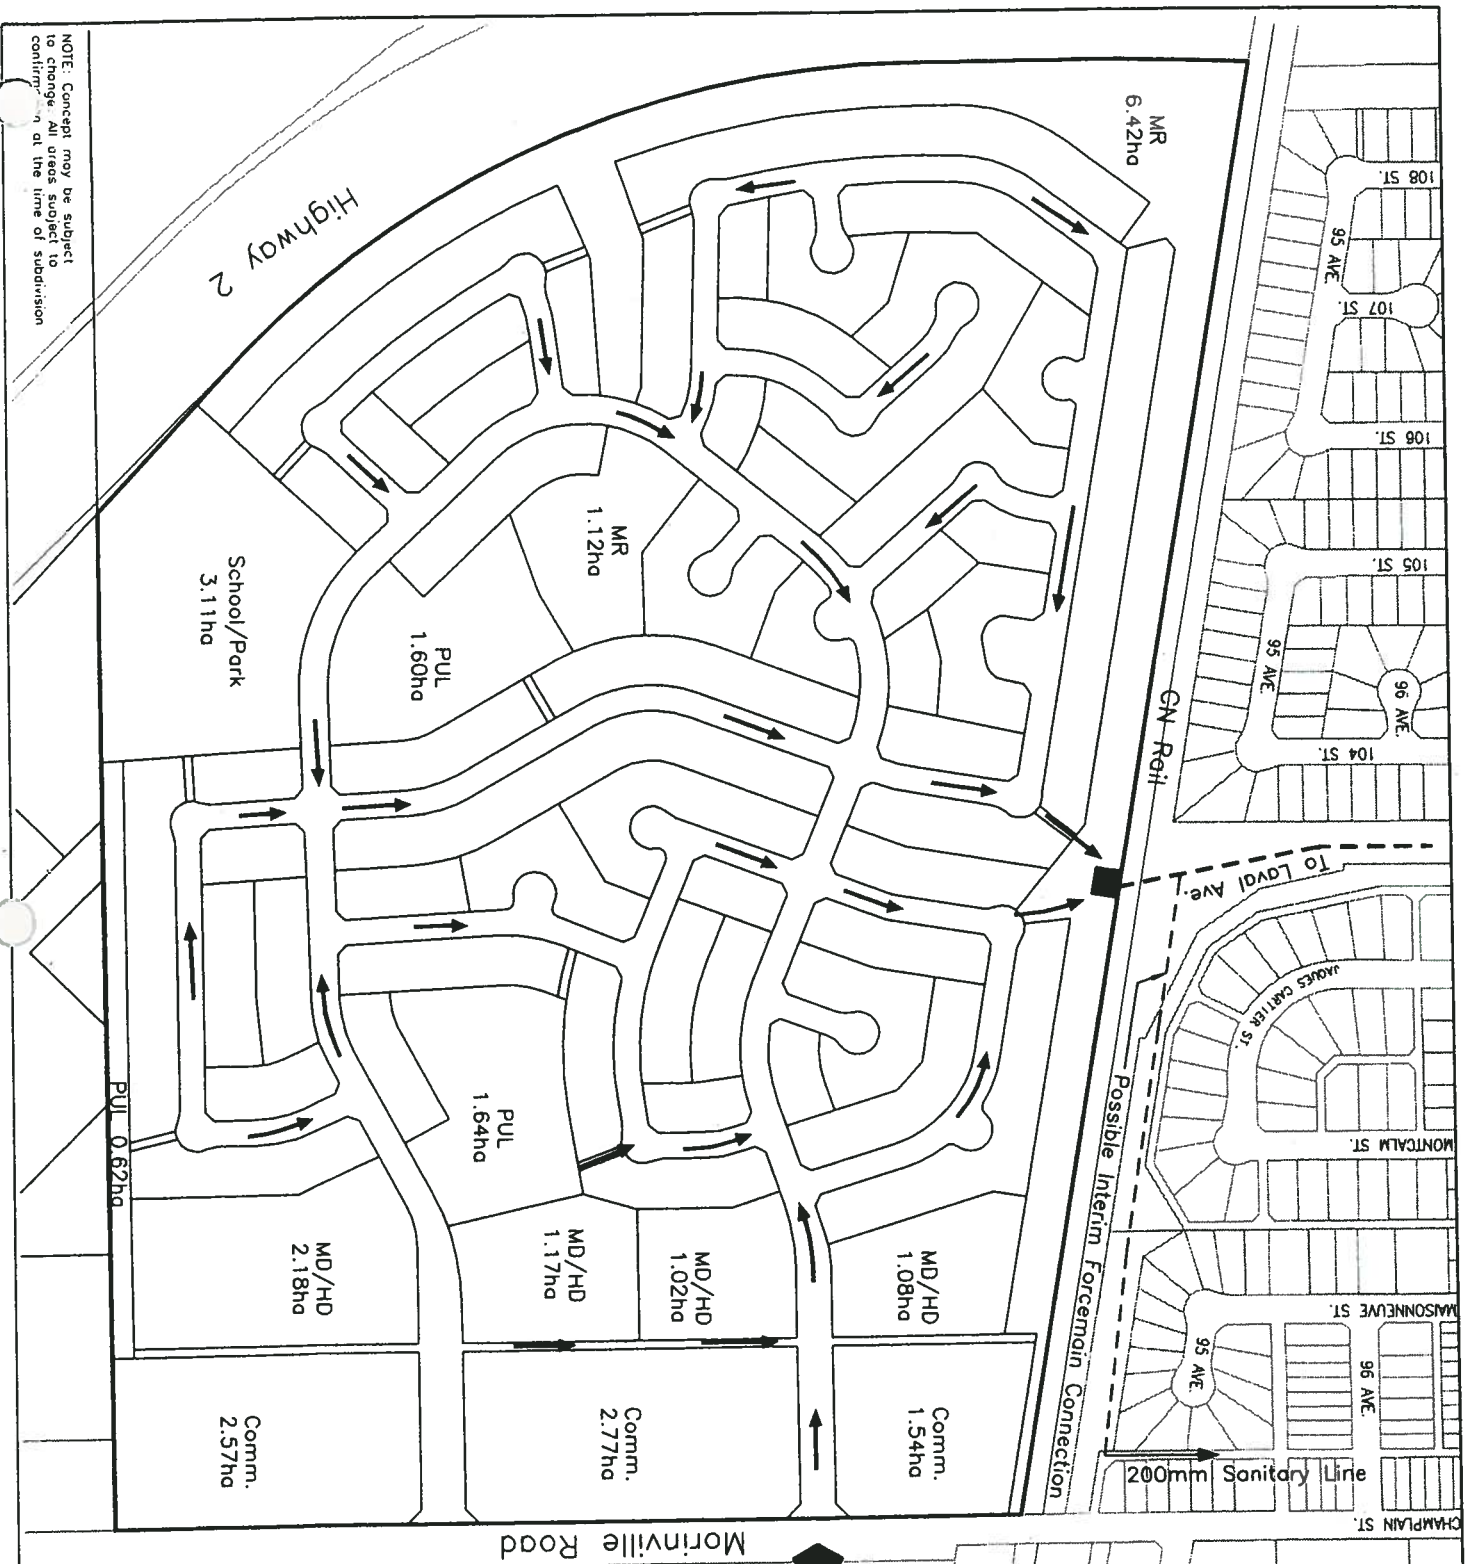 NOTE: Concept may be subject
to change. All areas subject to
at the time of subdivision
Highway 2
MR
6.42ha
108 ST.
95 AVE.
107 ST.
106 ST.
105 ST.
95 AVE.
96 AVE.
104 ST.
CN Rail
MR
1.12ha
School/Park
3.11ha
PUL
1.60ha
To Laval Ave.
JAQUES CARTIER ST.
MONTCALM ST.
PUL 0.62ha
PUL
1.64ha
Possible Interim Forcemain Connection
MD/HD
2.18ha
MD/HD
1.17ha
MD/HD
1.02ha
MD/HD
1.08ha
MAISONNEUVE ST.
95 AVE.
96 AVE.
Comm.
2.57ha
Comm.
2.77ha
Comm.
1.54ha
200mm Sanitary Line
CHAMPLAIN ST.
Morinville Road